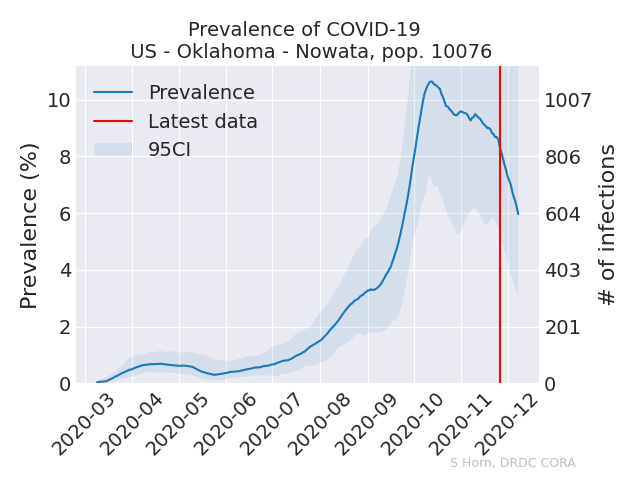 Prevalence of COVID-19
US - Oklahoma - Nowata, pop. 10076
Prevalence
Latest data
95CI
Prevalence (%)
10
8
6
4
2
0
1007
806
604
403
201
0
# of infections
2020-03
2020-04
2020-05
2020-06
2020-07
2020-08
2020-09
2020-10
2020-11
2020-12
S Horn, DRDC CORA